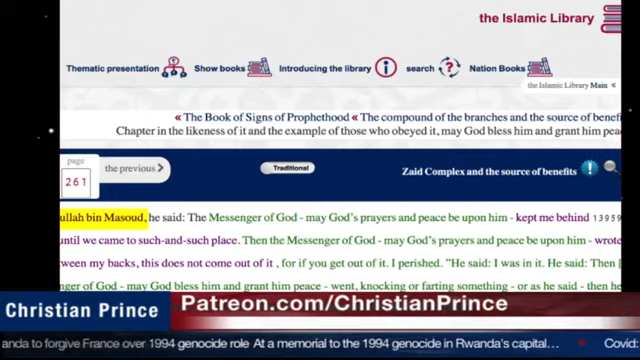 the Islamic Library
Thematic presentation Show books Introducing the library search Nation Books
the Islamic Library Main «
« The Book of Signs of Prophethood « The compound of the branches and the source of benefi
Chapter in the likeness of it and the example of those who obeyed it, may God bless him and grant him peac
page
261
the previous
Traditional
Zaid Complex and the source of benefits
ullah bin Masoud, he said: The Messenger of God - may God's prayers and peace be upon him - kept me behind 13959
until we came to such-and-such place. Then the Messenger of God - may God's prayers and peace be upon him - wrote
tween my backs, this does not come out of it , for if you get out of it, I perished. "He said: I was in it. He said: Then [
nger of God - may God bless him and grant him peace - went, knocking or farting something - or as he said - then he
Christian Prince
Patreon.com/ChristianPrince
anda to forgive France over 1994 genocide role At a memorial to the 1994 genocide in Rwanda's capital... Covid: